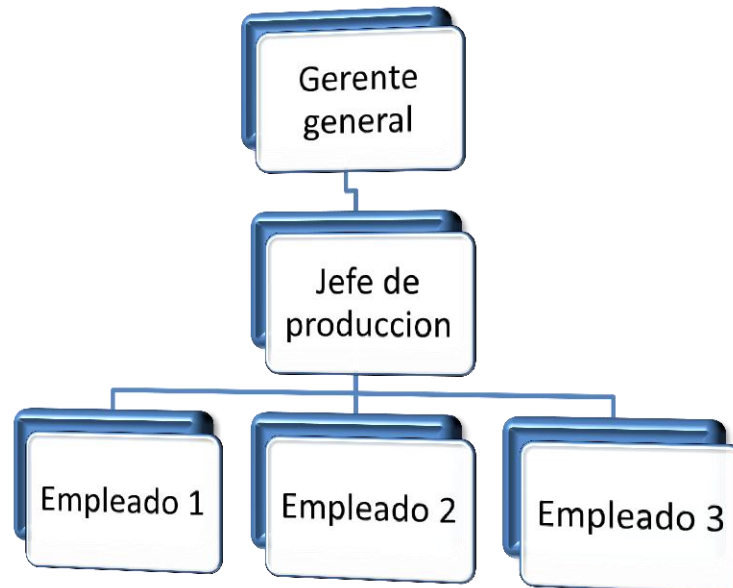 Gerente
general
Jefe de
produccion
Empleado 1
Empleado 2
Empleado 3